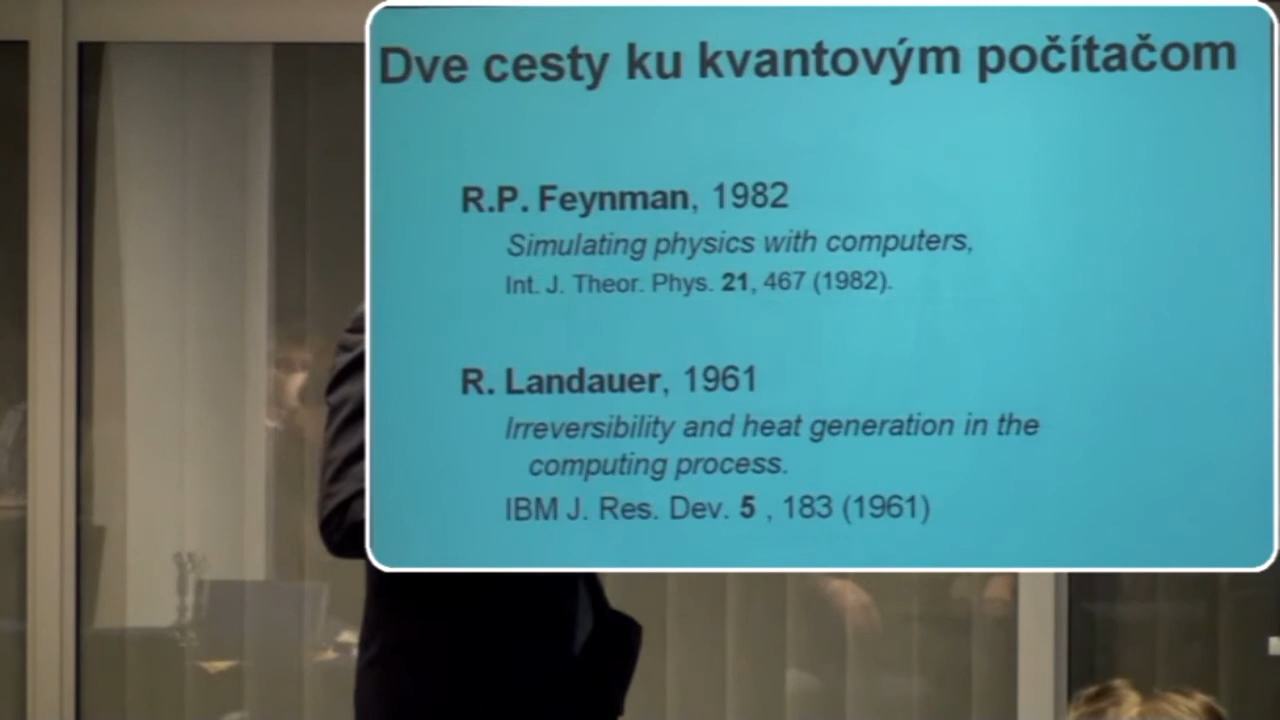 Dve cesty ku kvantovým počítačom
R.P. Feynman, 1982
Simulating physics with computers,
Int. J. Theor. Phys. 21, 467 (1982).
R. Landauer, 1961
Irreversibility and heat generation in the
computing process.
IBM J. Res. Dev. 5 , 183 (1961)